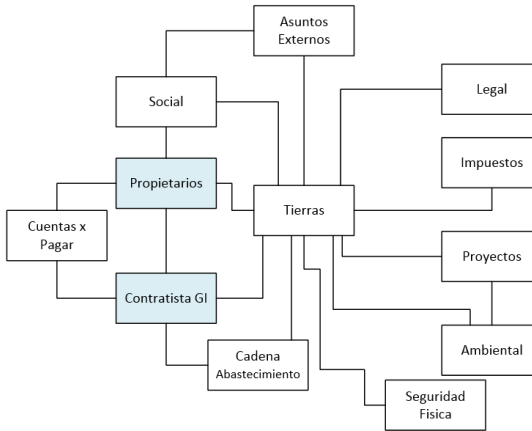 Asuntos
Externos
Social
Legal
Propietarios
Impuestos
Tierras
Cuentas x
Pagar
Proyectos
Contratista GI
Cadena
Abastecimiento
Ambiental
Seguridad
Fisica